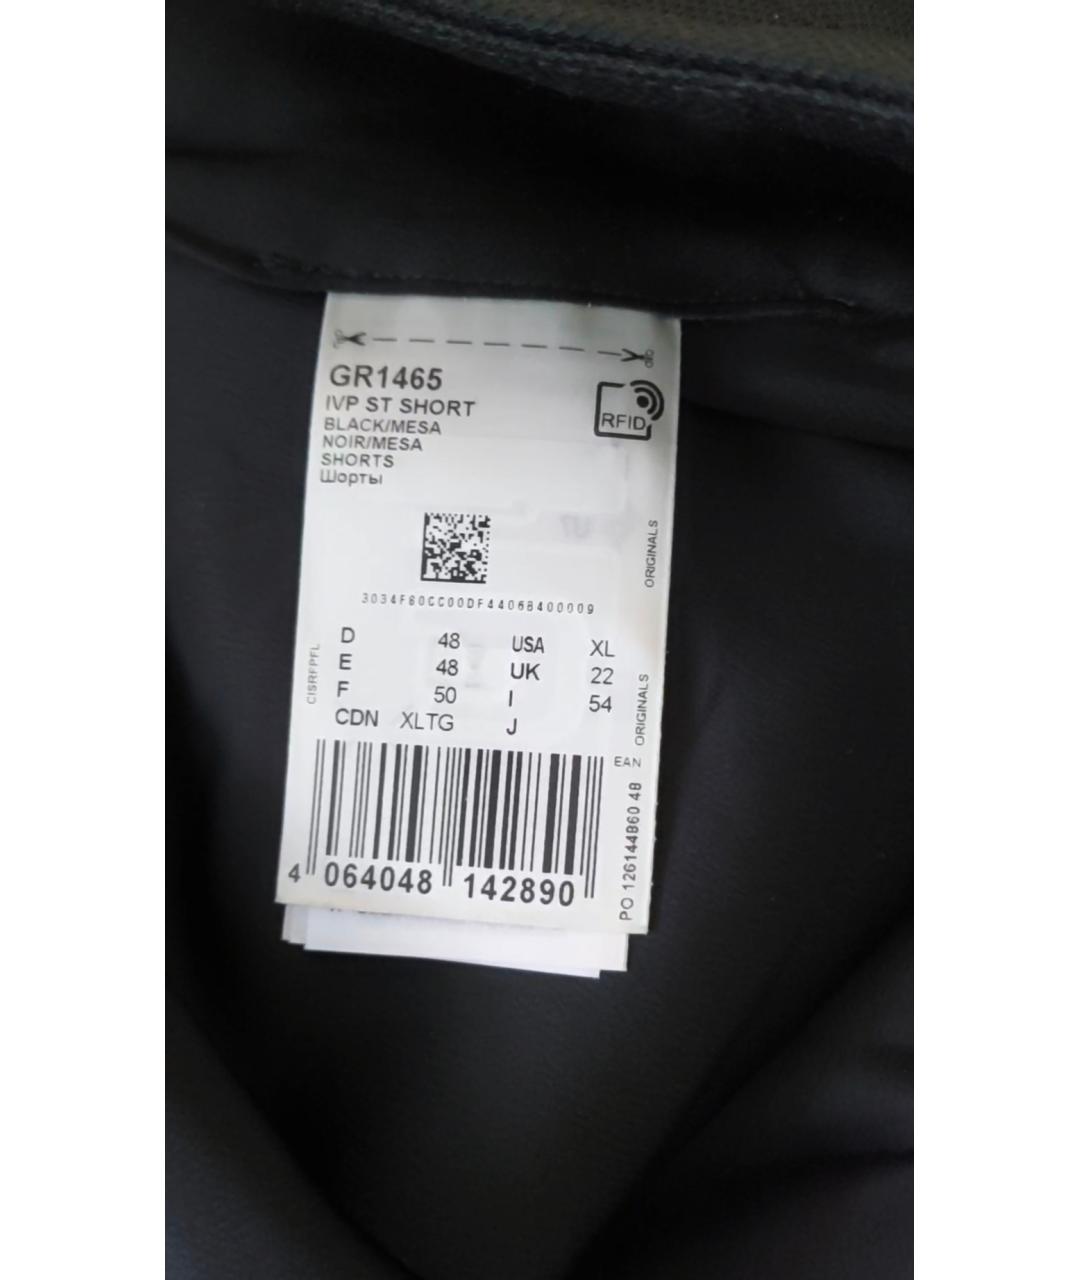 GR1465
IVP ST SHORT
BLACK/MESA
NOIR/MESA
SHORTS
Шорты
RFID
ORIGINALS
3034F60CC00DF44068400009
D 48 USA XL
E 48 UK 22
F 50 I 54
CDN XLTG J
CISRFPFL
ORIGINALS
EAN
PO 126144860 48
4 064048 142890